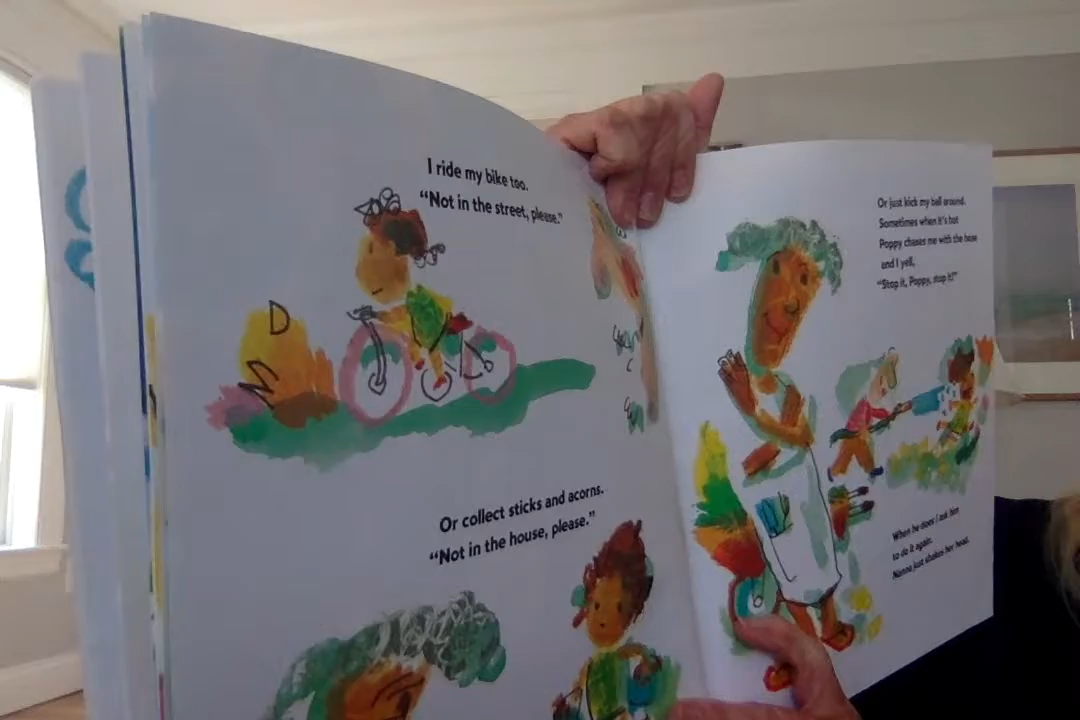 I ride my bike too.
“Not in the street, please.”
Or collect sticks and acorns.
“Not in the house, please.”
Or just kick my ball around.
Sometimes when it's hot
Poppy chases me with the hose
and I yell,
“Stop it, Poppy, stop it!”
When he does I ask him
to do it again.
Nanna just shakes her head.